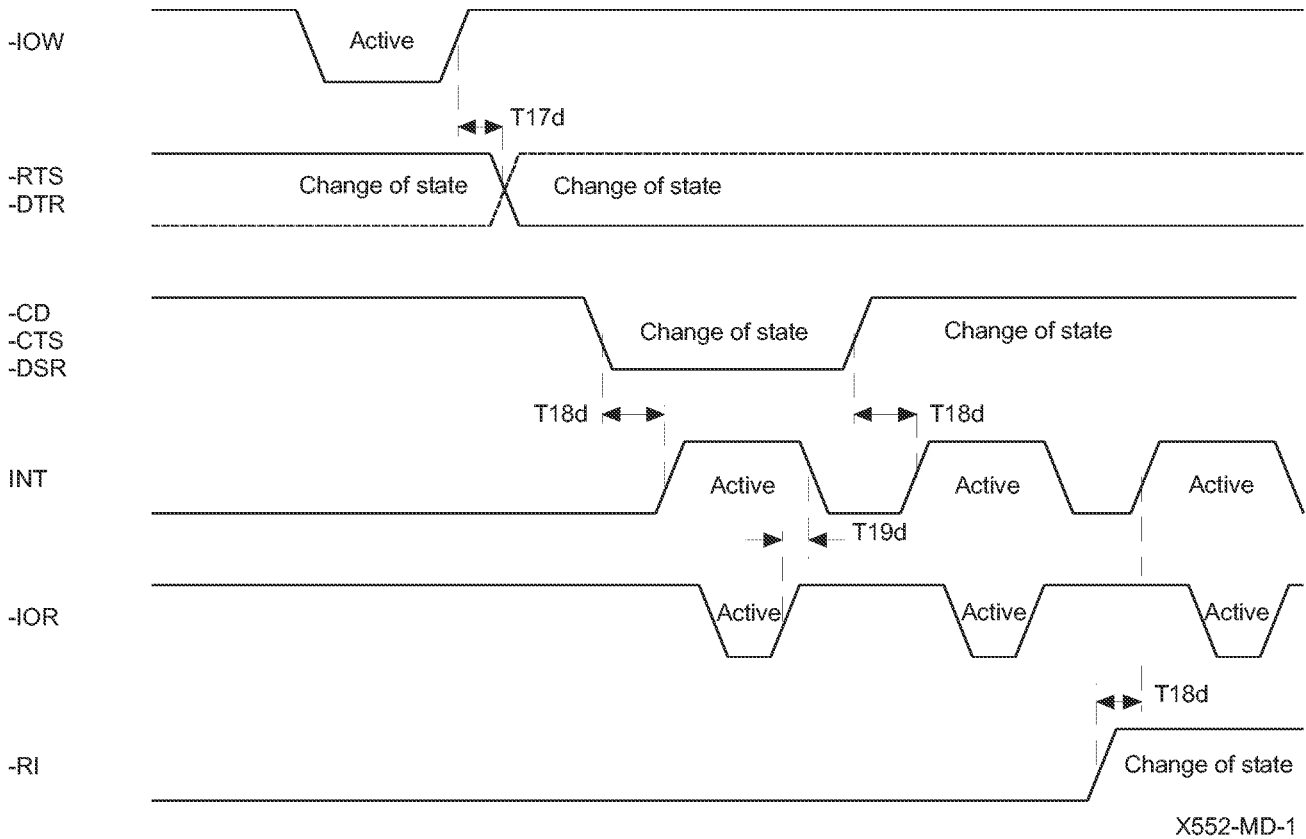 -IOW
Active
T17d
-RTS
-DTR
Change of state
Change of state
-CD
-CTS
-DSR
Change of state
Change of state
T18d
T18d
INT
Active
Active
Active
T19d
-IOR
Active
Active
Active
T18d
-RI
Change of state
X552-MD-1